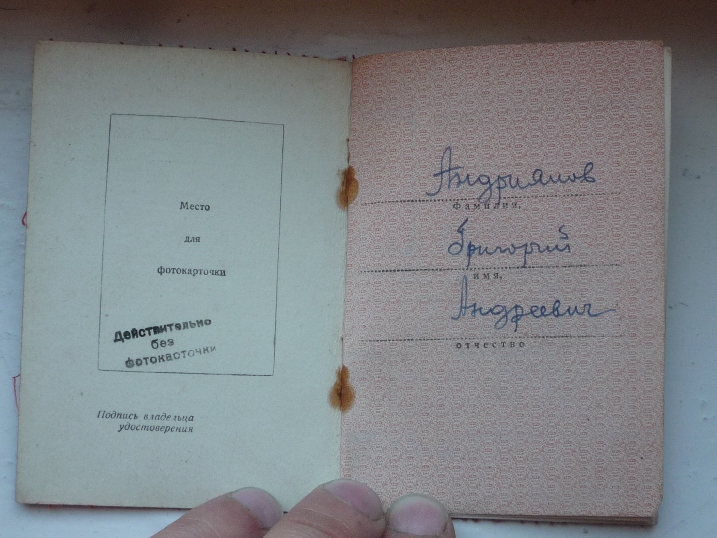 Место
для
фотокарточки
Действительно
без
фотокарточки
Подпись владельца
удостоверения
Андриянов
фамилия,
Григорий
имя,
Андреевич
отчество